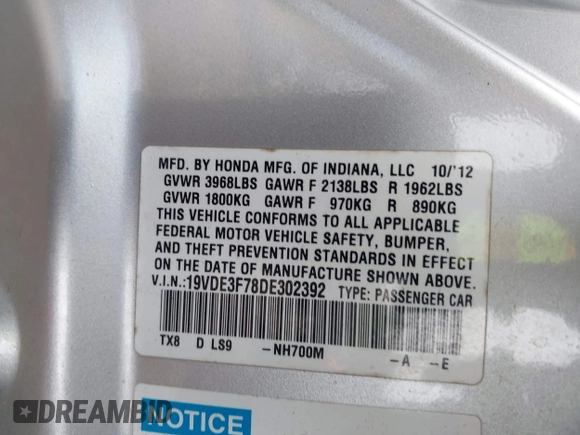 MFD. BY HONDA MFG. OF INDIANA, LLC 10/'12
GVWR 3968LBS GAWR F 2138LBS R 1962LBS
GVWR 1800KG GAWR F 970KG R 890KG
THIS VEHICLE CONFORMS TO ALL APPLICABLE
FEDERAL MOTOR VEHICLE SAFETY, BUMPER,
AND THEFT PREVENTION STANDARDS IN EFFECT
ON THE DATE OF MANUFACTURE SHOWN ABOVE.
V.I.N.:19VDE3F78DE302392 TYPE: PASSENGER CAR
TX8 D LS9 -NH700M -A -E
NOTICE
DREAMBID